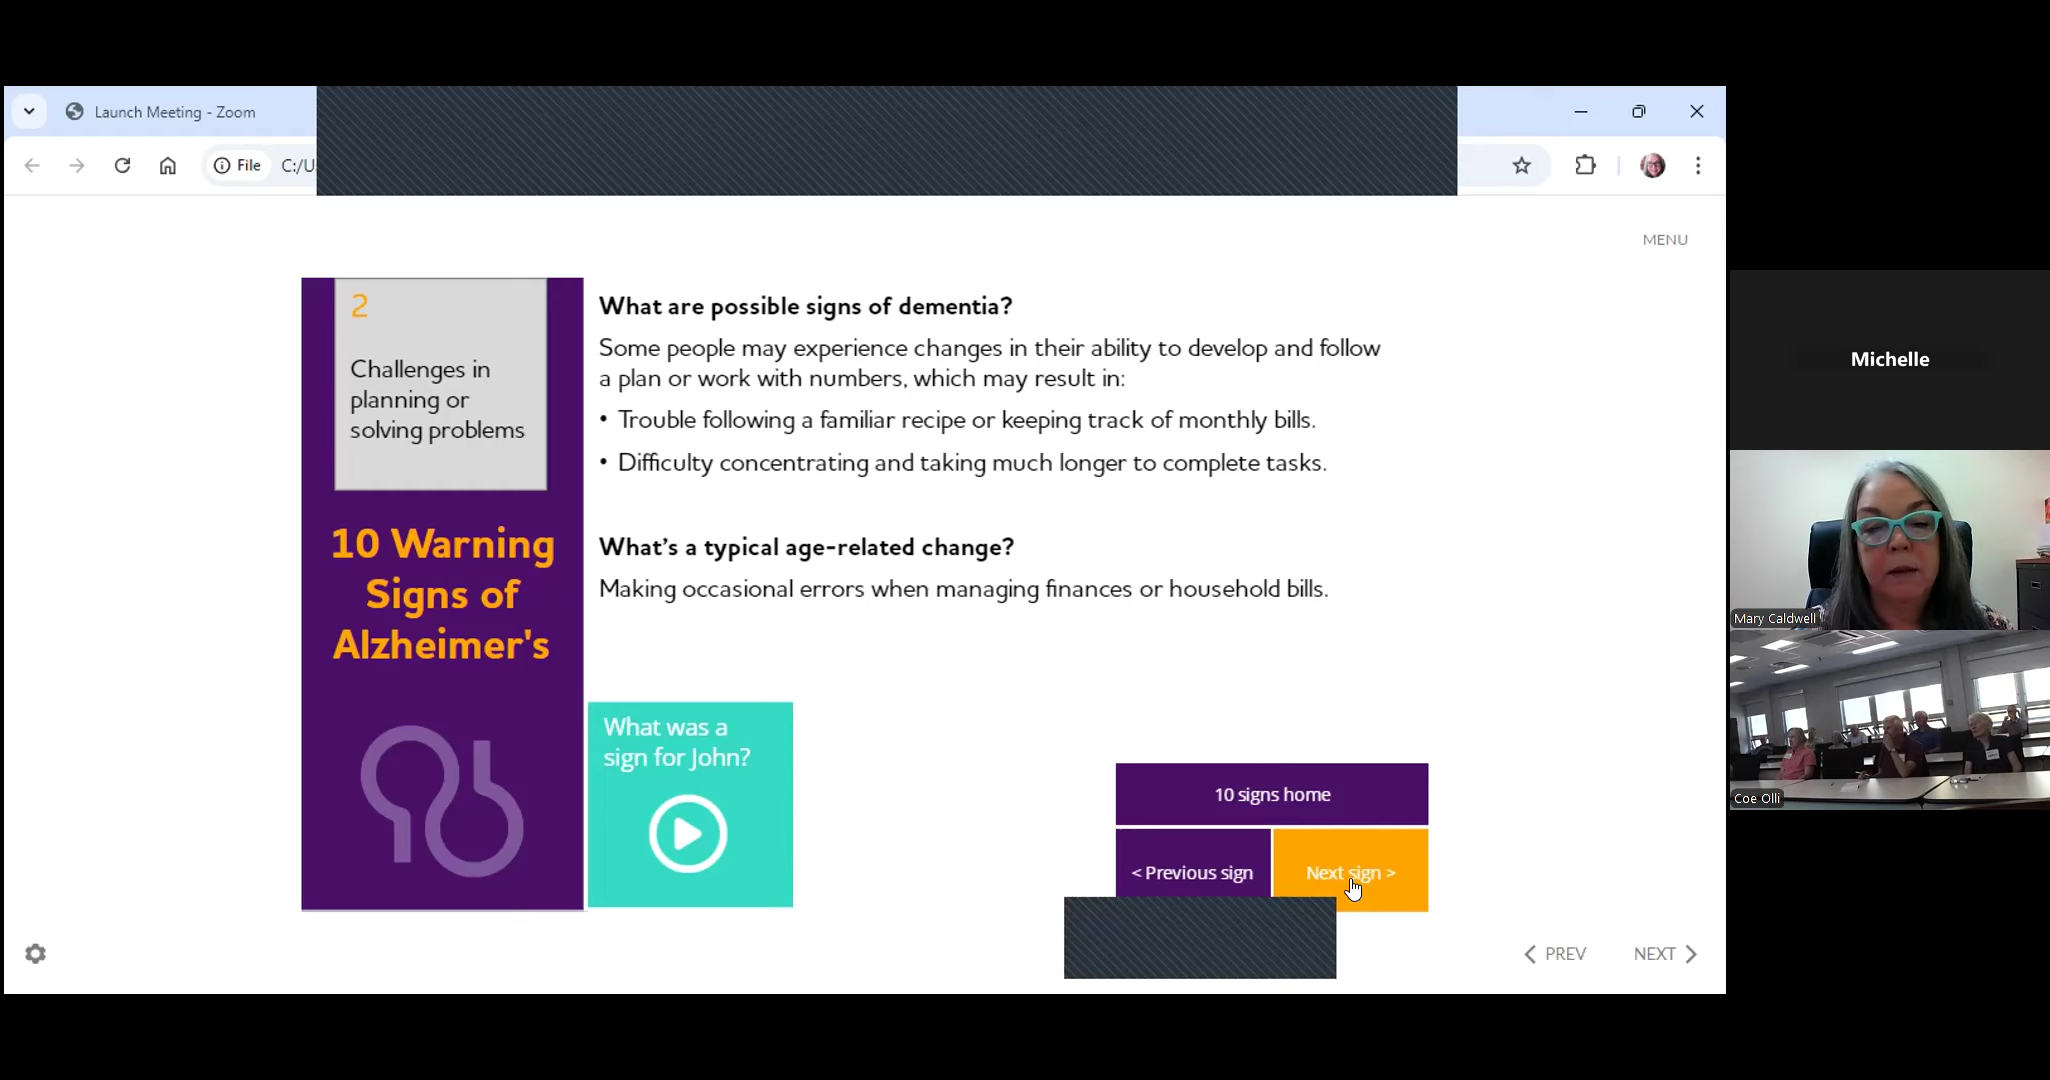 Launch Meeting - Zoom
File
C:/U
MENU
2
Challenges in
planning or
solving problems
10 Warning
Signs of
Alzheimer's
What are possible signs of dementia?
Some people may experience changes in their ability to develop and follow
a plan or work with numbers, which may result in:
• Trouble following a familiar recipe or keeping track of monthly bills.
• Difficulty concentrating and taking much longer to complete tasks.
What's a typical age-related change?
Making occasional errors when managing finances or household bills.
What was a
sign for John?
10 signs home
< Previous sign
Next sign >
PREV
NEXT
Michelle
Mary Caldwell
Coe Olli